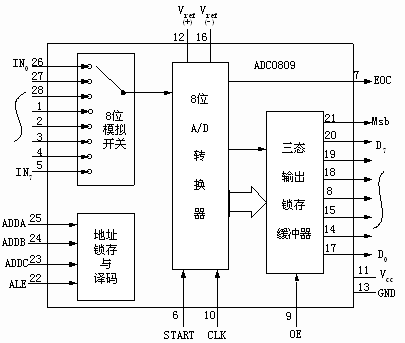 Vref Vref
(+) (-)
12 16
ADC0809
IN0 26
27
28
1
2
3
4
5
IN7
8位
模拟
开关
8位
A/D
转
换
器
7 EOC
21 Msb
20 D7
19
18
8
15
14
17 D0
三态
输出
锁存
缓冲器
11 Vcc
13 GND
ADDA 25
ADDB 24
ADDC 23
ALE 22
地址
锁存
与
译码
6 10 9
START CLK OE